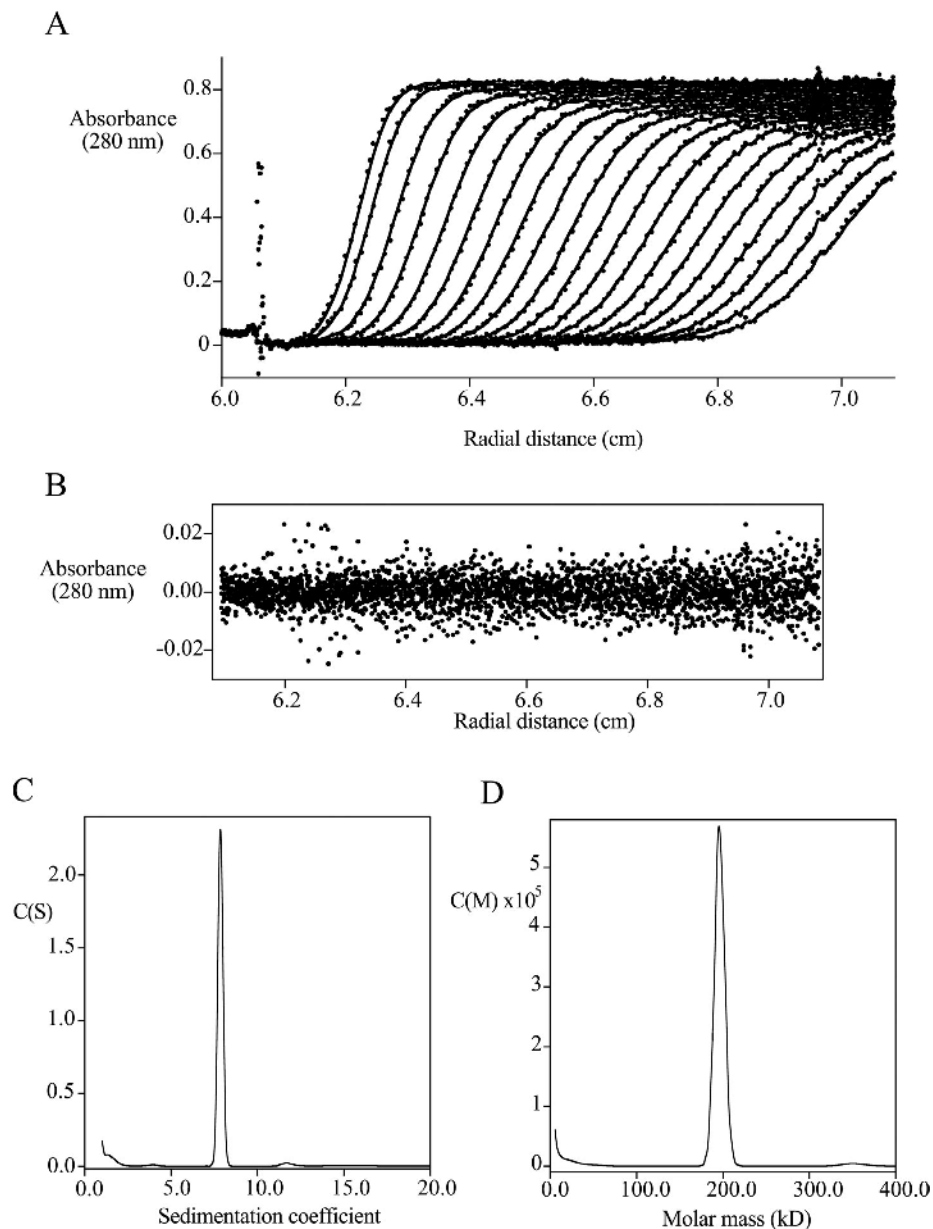 A
Absorbance
(280 nm)
0.8
0.6
0.4
0.2
0
6.0 6.2 6.4 6.6 6.8 7.0
Radial distance (cm)
B
Absorbance
(280 nm)
0.02
0.00
-0.02
6.2 6.4 6.6 6.8 7.0
Radial distance (cm)
C
C(S)
2.0
1.5
1.0
0.5
0.0
0.0 5.0 10.0 15.0 20.0
Sedimentation coefficient
D
C(M) x10⁵
5
4
3
2
1
0
0.0 100.0 200.0 300.0 400.0
Molar mass (kD)